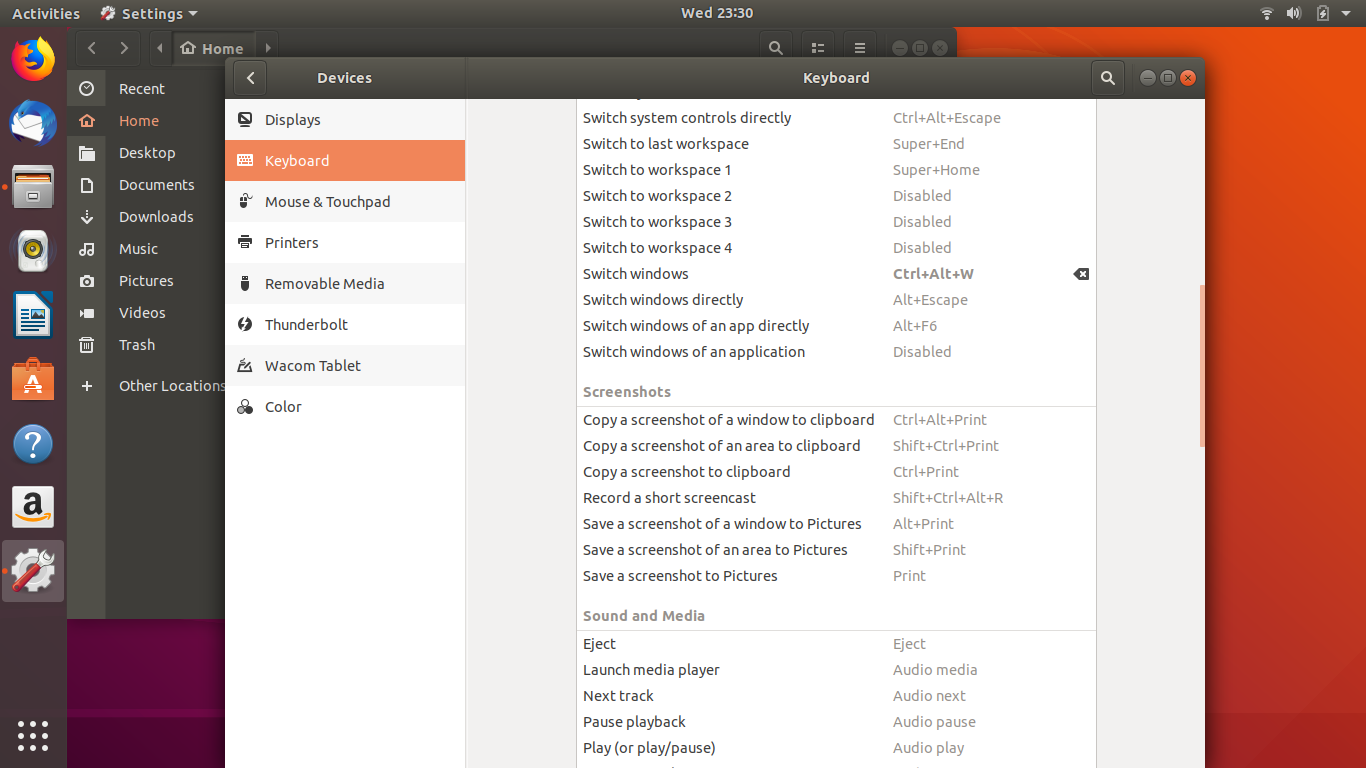 Activities
Settings
Wed 23:30
Home
Recent
Home
Desktop
Documents
Downloads
Music
Pictures
Videos
Trash
Other Locations
Devices
Keyboard
Displays
Keyboard
Mouse & Touchpad
Printers
Removable Media
Thunderbolt
Wacom Tablet
Color
Switch system controls directly Ctrl+Alt+Escape
Switch to last workspace Super+End
Switch to workspace 1 Super+Home
Switch to workspace 2 Disabled
Switch to workspace 3 Disabled
Switch to workspace 4 Disabled
Switch windows Ctrl+Alt+W
Switch windows directly Alt+Escape
Switch windows of an app directly Alt+F6
Switch windows of an application Disabled
Screenshots
Copy a screenshot of a window to clipboard Ctrl+Alt+Print
Copy a screenshot of an area to clipboard Shift+Ctrl+Print
Copy a screenshot to clipboard Ctrl+Print
Record a short screencast Shift+Ctrl+Alt+R
Save a screenshot of a window to Pictures Alt+Print
Save a screenshot of an area to Pictures Shift+Print
Save a screenshot to Pictures Print
Sound and Media
Eject Eject
Launch media player Audio media
Next track Audio next
Pause playback Audio pause
Play (or play/pause) Audio play